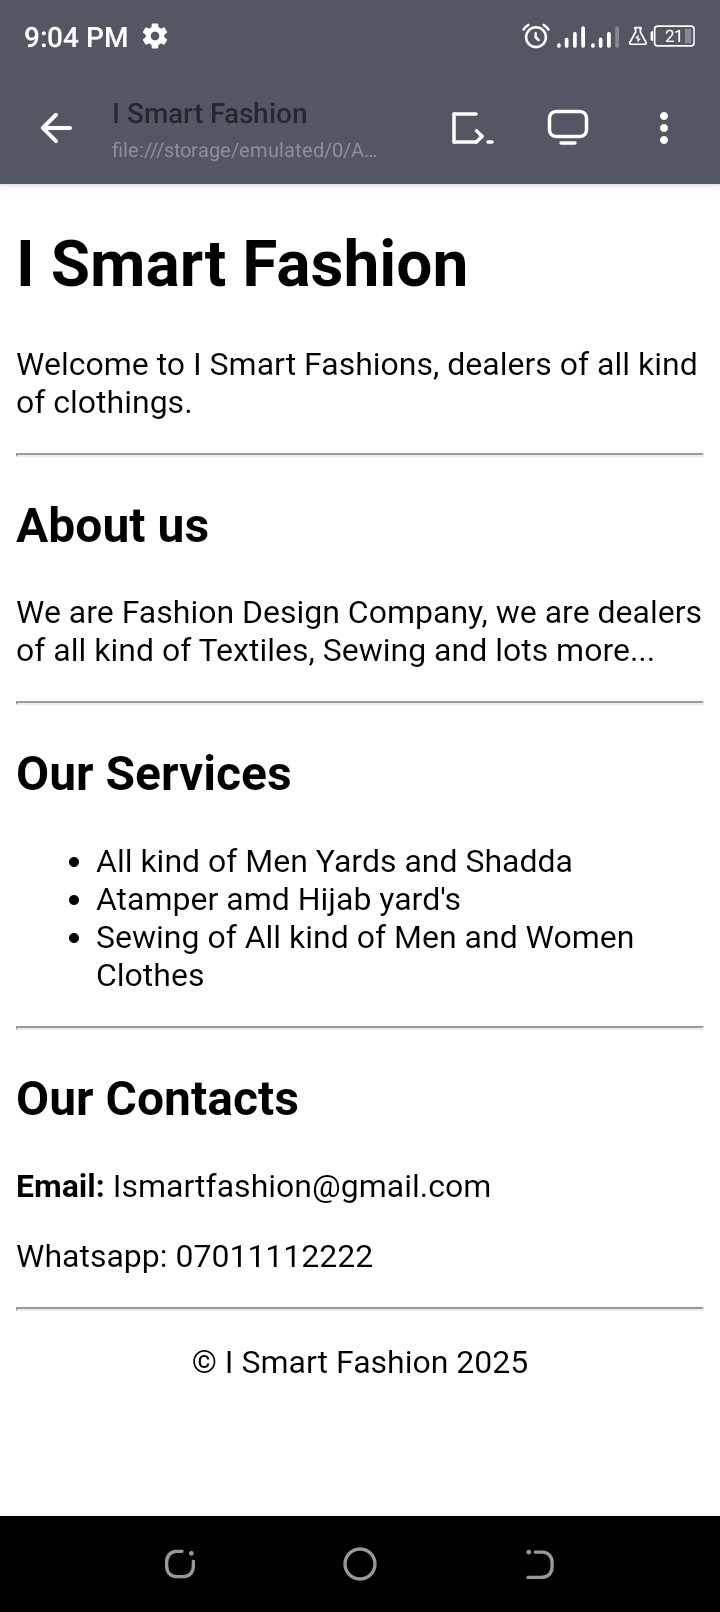 9:04 PM
21
I Smart Fashion
file:///storage/emulated/0/A...
I Smart Fashion
Welcome to I Smart Fashions, dealers of all kind
of clothings.
About us
We are Fashion Design Company, we are dealers
of all kind of Textiles, Sewing and lots more...
Our Services
• All kind of Men Yards and Shadda
• Atamper amd Hijab yard's
• Sewing of All kind of Men and Women
Clothes
Our Contacts
Email: Ismartfashion@gmail.com
Whatsapp: 07011112222
© I Smart Fashion 2025